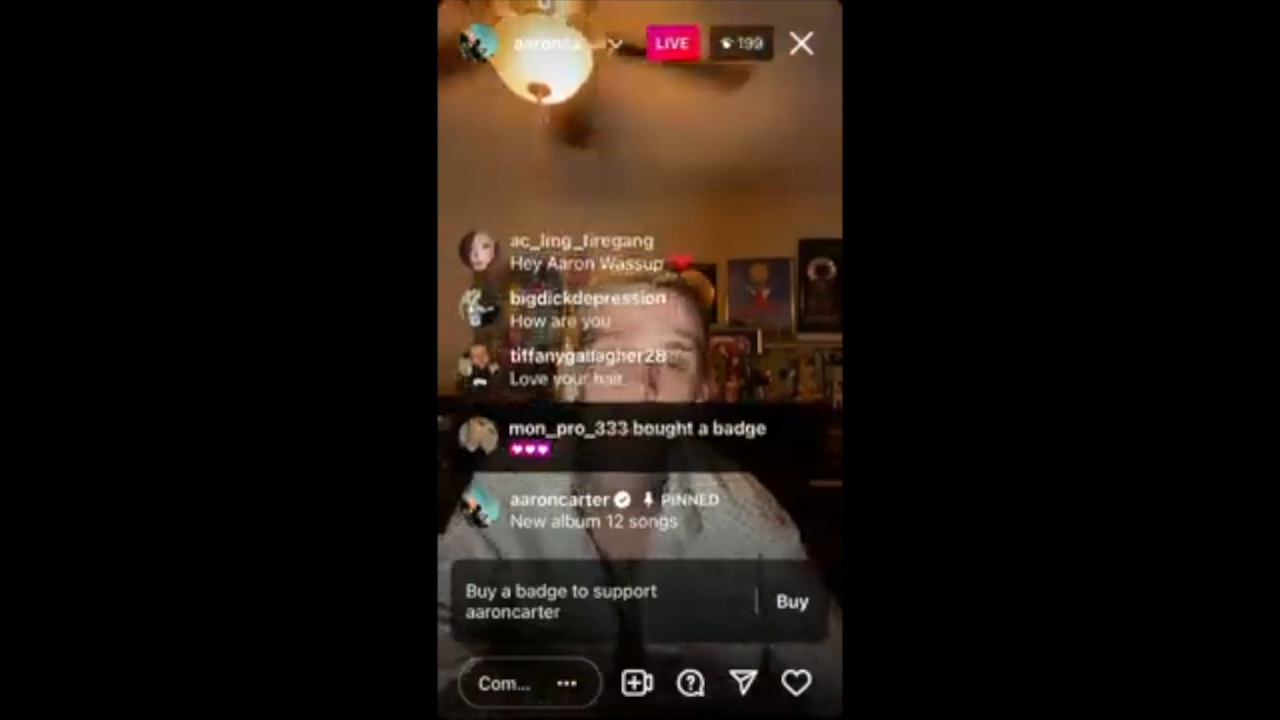 LIVE
199
ac_lmg_firegang
Hey Aaron Wassup
bigdickdepression
How are you
tiffanygallagher28
Love your hair
mon_pro_333 bought a badge
aaroncarter PINNED
New album 12 songs
Buy a badge to support
aaroncarter
Buy
Com... ...